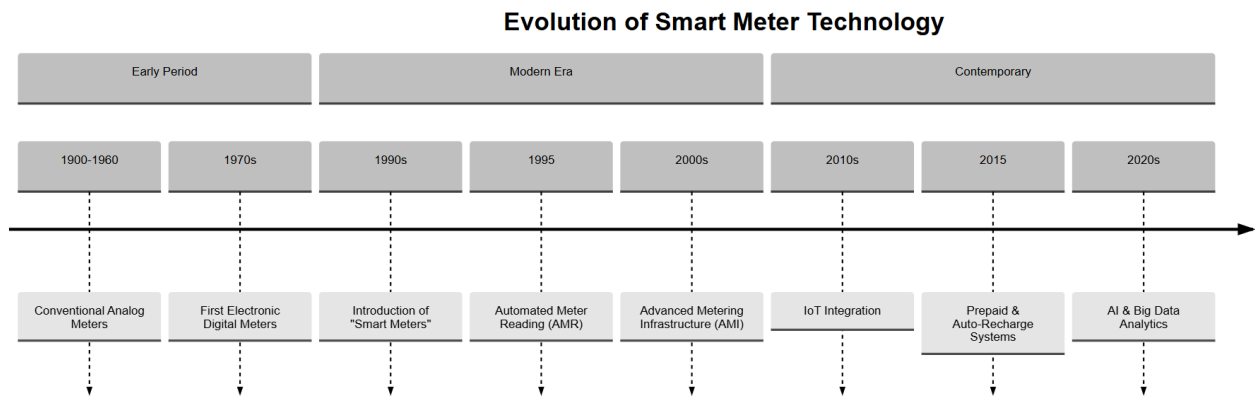 Evolution of Smart Meter Technology
Early Period
Modern Era
Contemporary
1900-1960
1970s
1990s
1995
2000s
2010s
2015
2020s
Conventional Analog
Meters
First Electronic
Digital Meters
Introduction of
"Smart Meters"
Automated Meter
Reading (AMR)
Advanced Metering
Infrastructure (AMI)
IoT Integration
Prepaid &
Auto-Recharge
Systems
AI & Big Data
Analytics